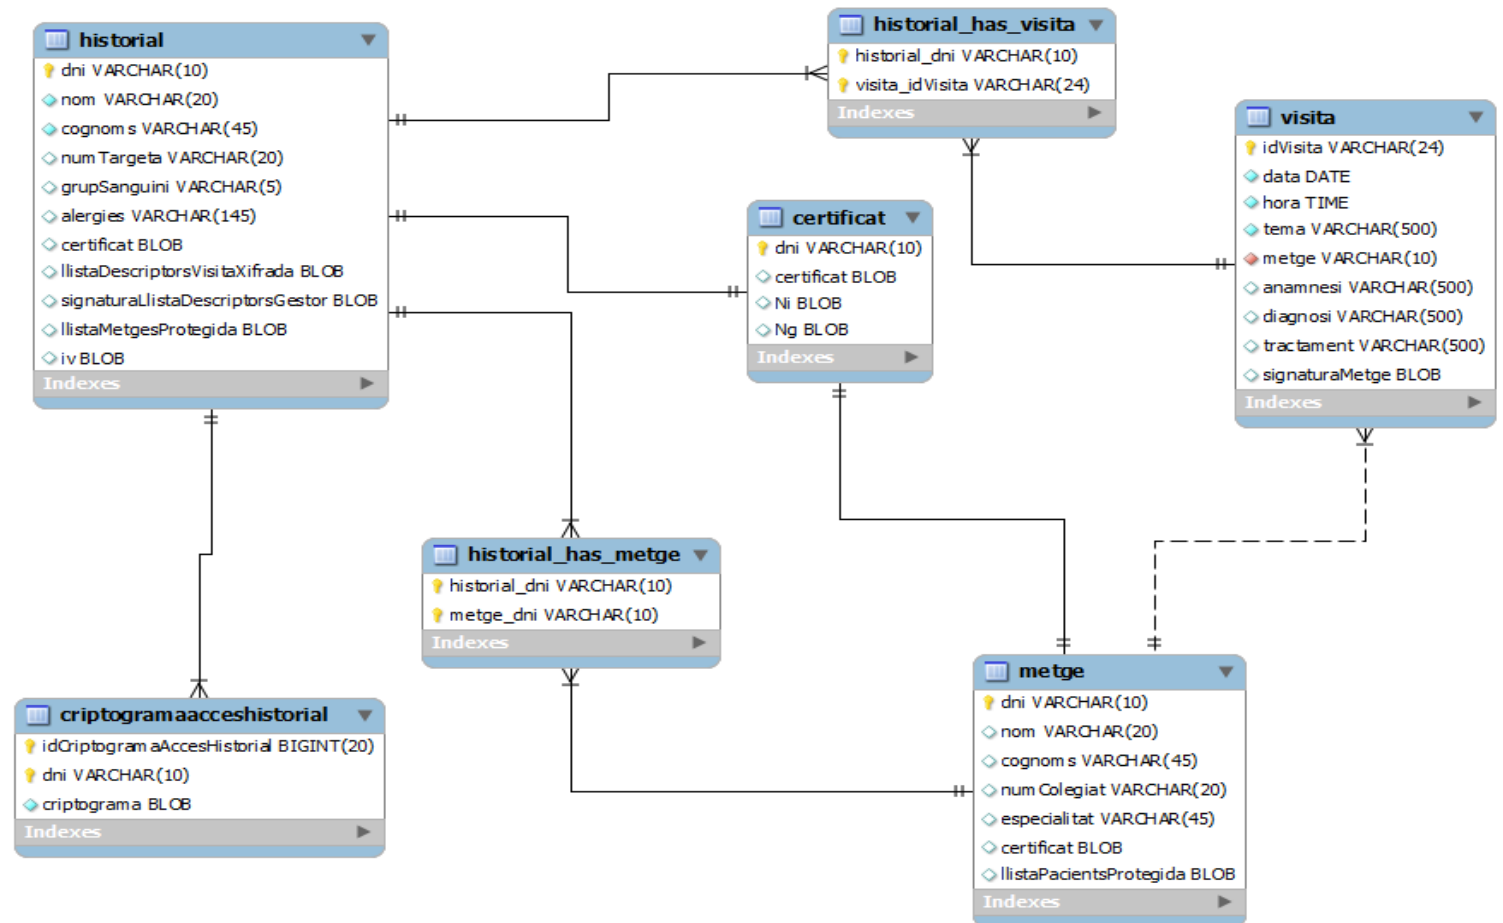 historial
dni VARCHAR(10)
nom VARCHAR(20)
cognoms VARCHAR(45)
numTargeta VARCHAR(20)
grupSanguini VARCHAR(5)
alergies VARCHAR(145)
certificat BLOB
llistaDescriptorsVisitaXifrada BLOB
signaturaLlistaDescriptorsGestor BLOB
llistaMetgesProtegida BLOB
iv BLOB
Indexes
historial_has_visita
historial_dni VARCHAR(10)
visita_idVisita VARCHAR(24)
Indexes
visita
idVisita VARCHAR(24)
data DATE
hora TIME
tema VARCHAR(500)
metge VARCHAR(10)
anamnesi VARCHAR(500)
diagnosi VARCHAR(500)
tractament VARCHAR(500)
signaturaMetge BLOB
Indexes
certificat
dni VARCHAR(10)
certificat BLOB
Ni BLOB
Ng BLOB
Indexes
historial_has_metge
historial_dni VARCHAR(10)
metge_dni VARCHAR(10)
Indexes
criptogramaacceshistorial
idCriptogramaAccesHistorial BIGINT(20)
dni VARCHAR(10)
criptograma BLOB
Indexes
metge
dni VARCHAR(10)
nom VARCHAR(20)
cognoms VARCHAR(45)
numColegiat VARCHAR(20)
especialitat VARCHAR(45)
certificat BLOB
llistaPacientsProtegida BLOB
Indexes